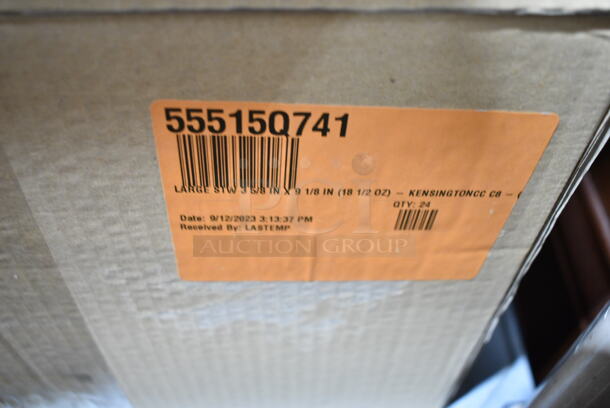 55515Q741
LARGE STW 3 5/8 IN X 9 1/8 IN (18 1/2 OZ) – KENSINGTONCC C8 – (
QTY: 24
Date: 9/12/2023 3:13:37 PM
Received By: LASTEMP
PCI
AUCTION GROUP